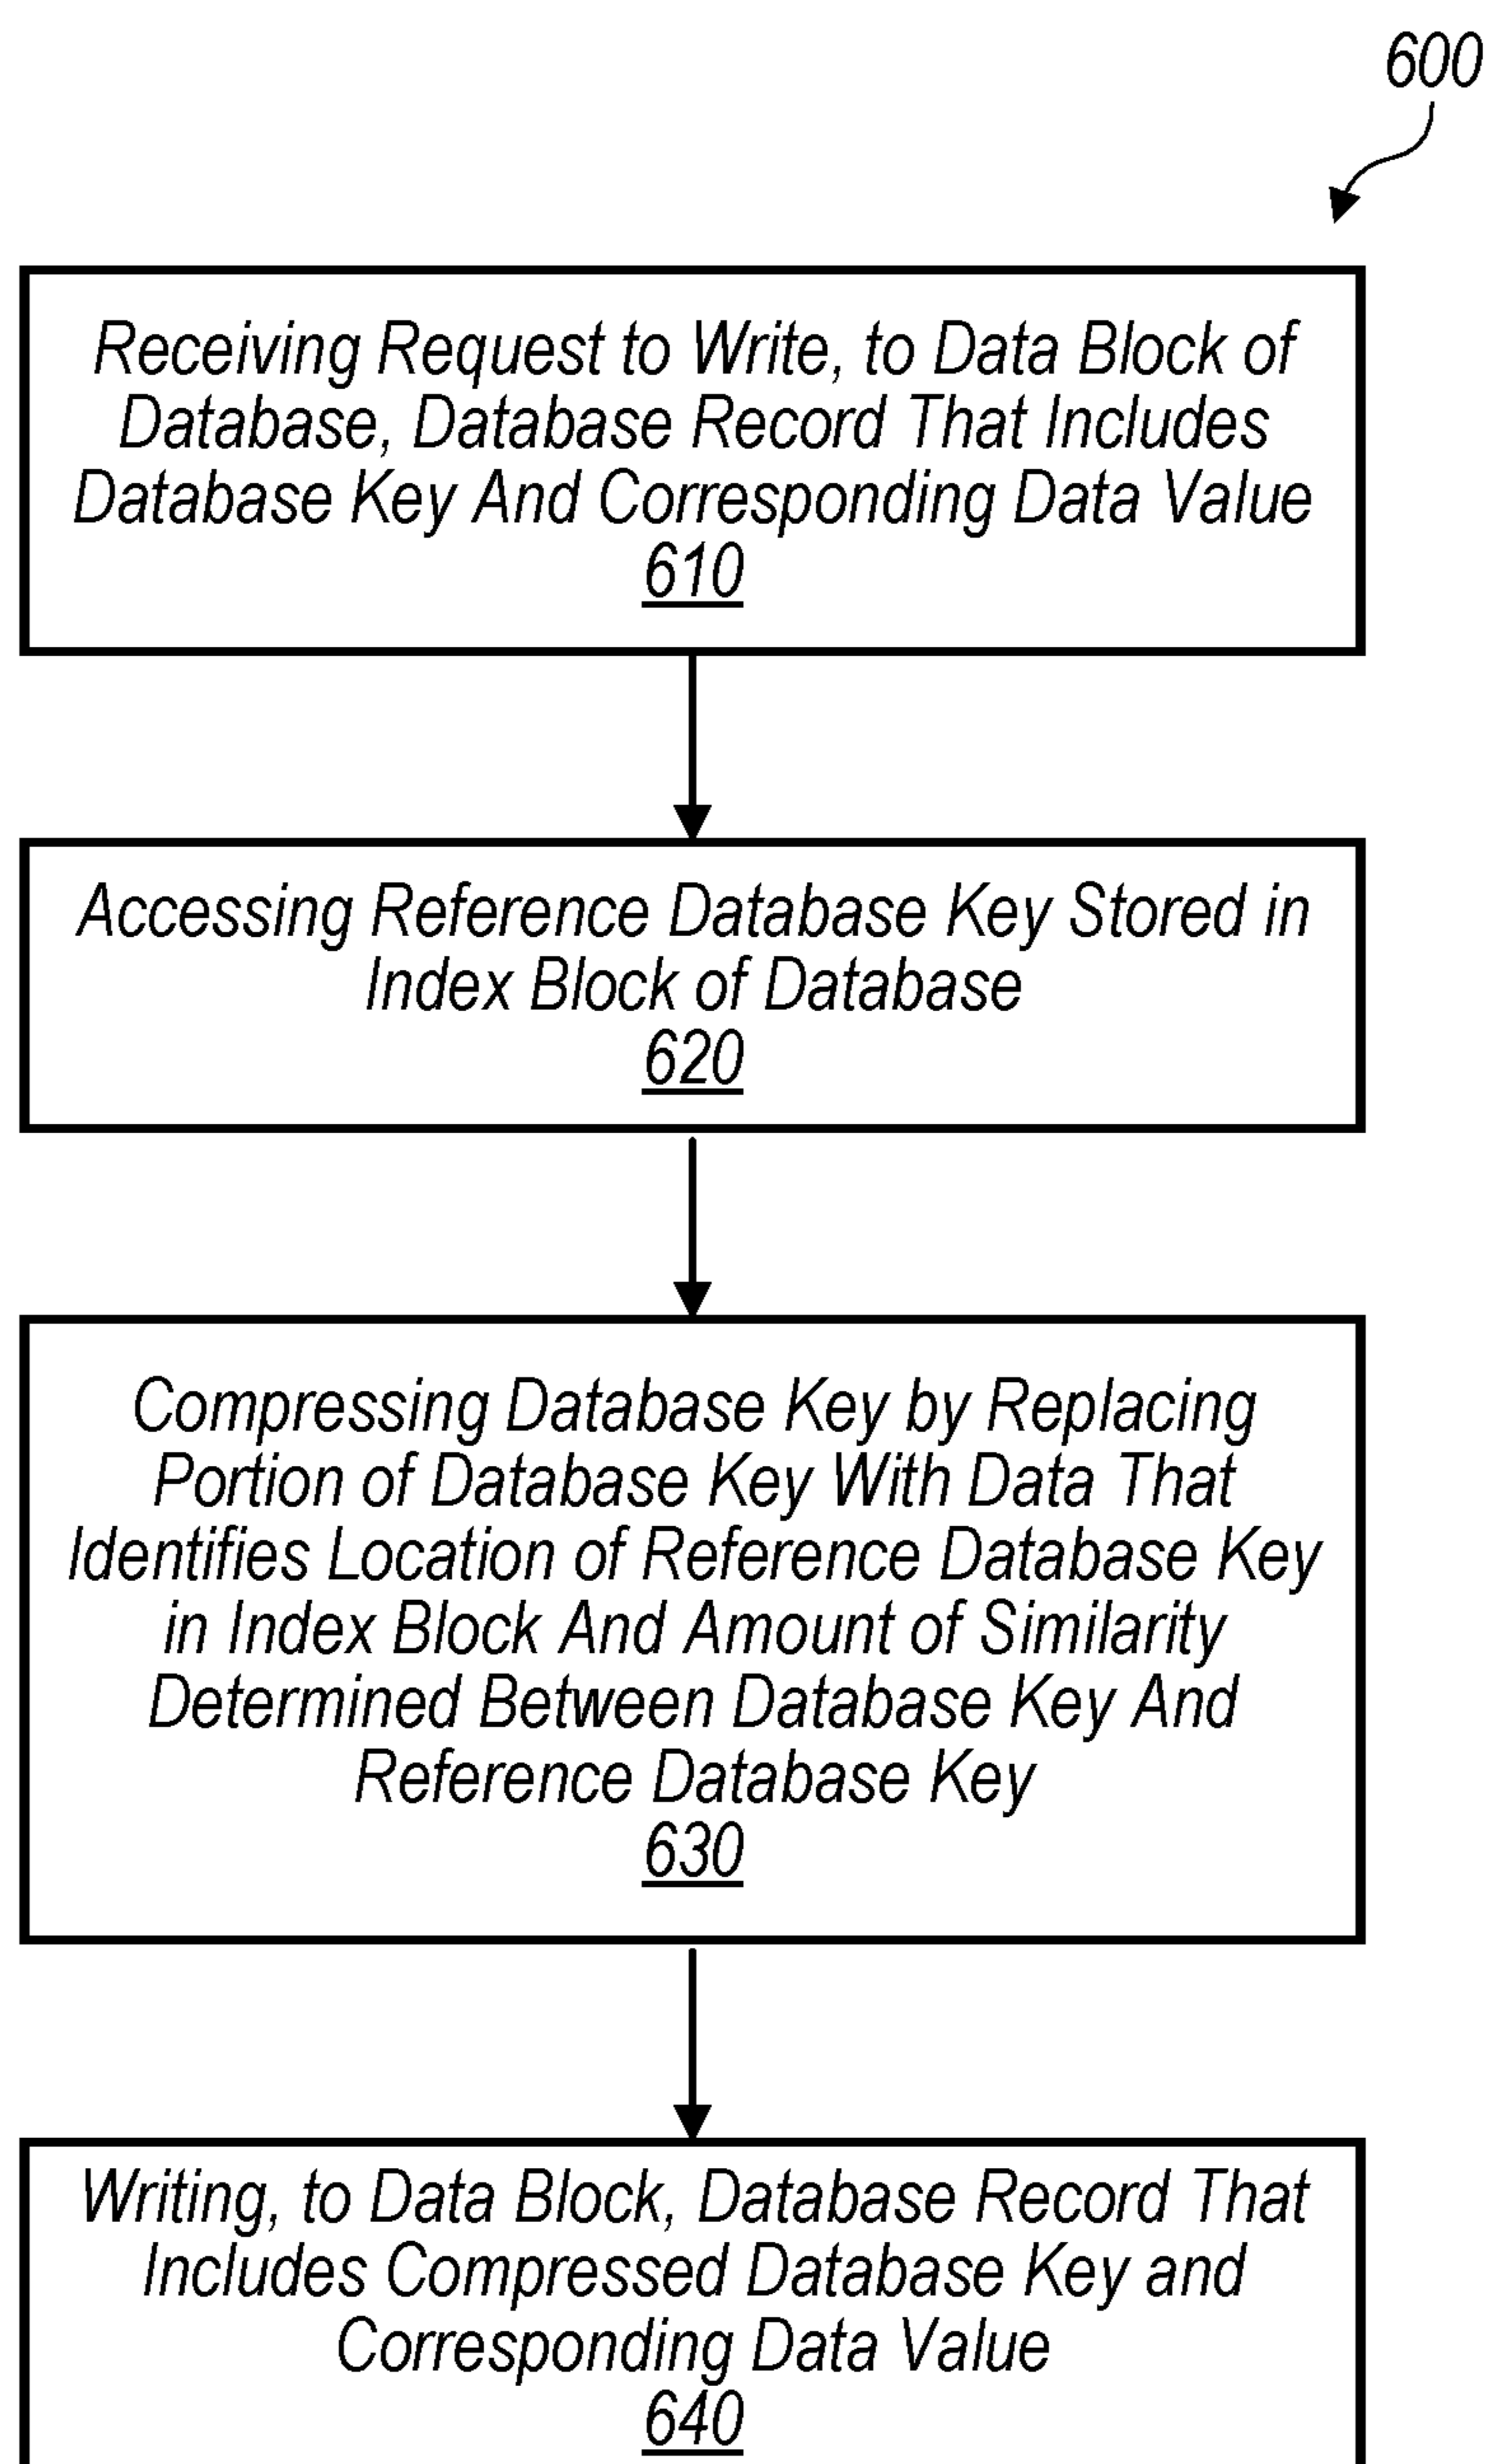 600
Receiving Request to Write, to Data Block of
Database, Database Record That Includes
Database Key And Corresponding Data Value
610
Accessing Reference Database Key Stored in
Index Block of Database
620
Compressing Database Key by Replacing
Portion of Database Key With Data That
Identifies Location of Reference Database Key
in Index Block And Amount of Similarity
Determined Between Database Key And
Reference Database Key
630
Writing, to Data Block, Database Record That
Includes Compressed Database Key and
Corresponding Data Value
640